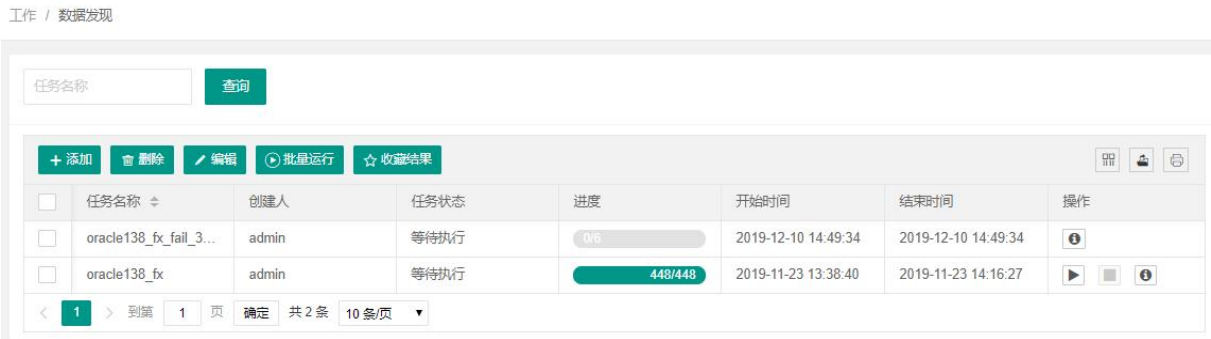 工作 / 数据发现
任务名称 查询
添加 删除 编辑 批量运行 收藏结果
任务名称 创建人 任务状态 进度 开始时间 结束时间 操作
oracle138_fx_fail_3... admin 等待执行 0/6 2019-12-10 14:49:34 2019-12-10 14:49:34
oracle138_fx admin 等待执行 448/448 2019-11-23 13:38:40 2019-11-23 14:16:27
1 到第 1 页 确定 共 2 条 10 条/页